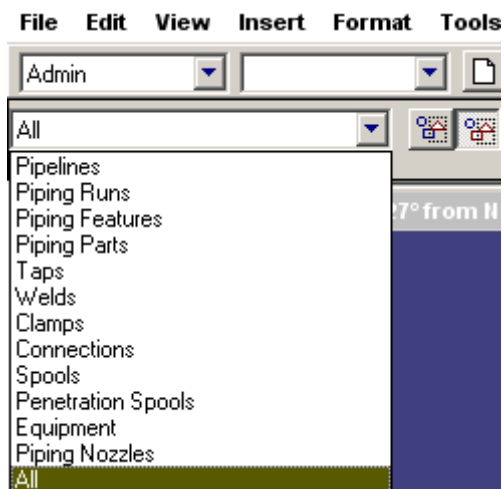 File Edit View Insert Format Tools
Admin
All
Pipelines
Piping Runs
Piping Features
Piping Parts
Taps
Welds
Clamps
Connections
Spools
Penetration Spools
Equipment
Piping Nozzles
All
27° from N